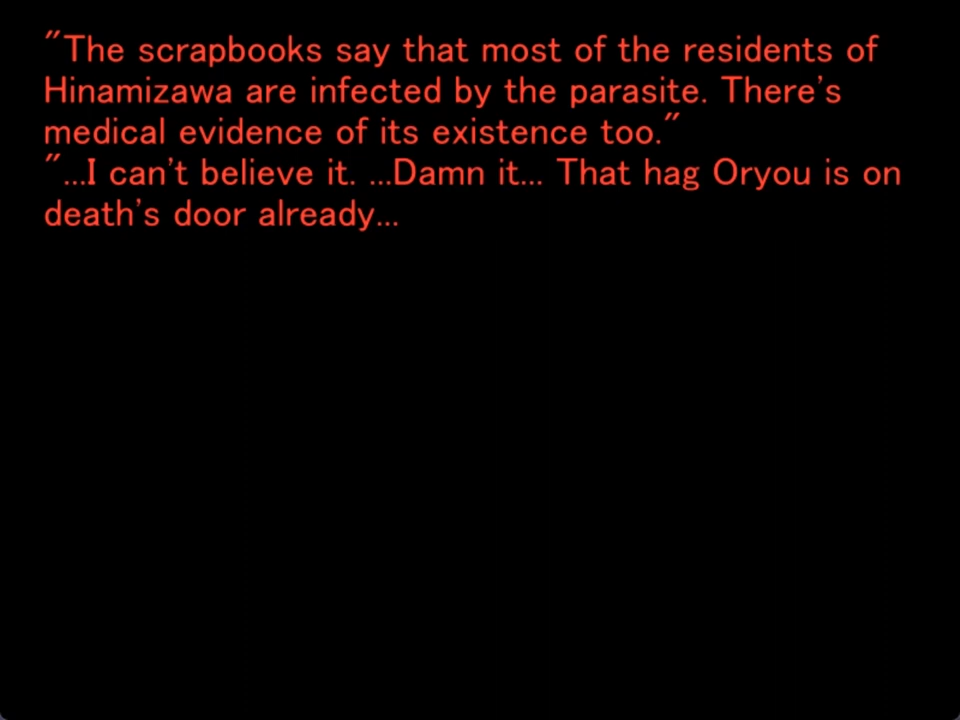 "The scrapbooks say that most of the residents of
Hinamizawa are infected by the parasite. There's
medical evidence of its existence too."
"...I can't believe it. ...Damn it... That hag Oryou is on
death's door already...